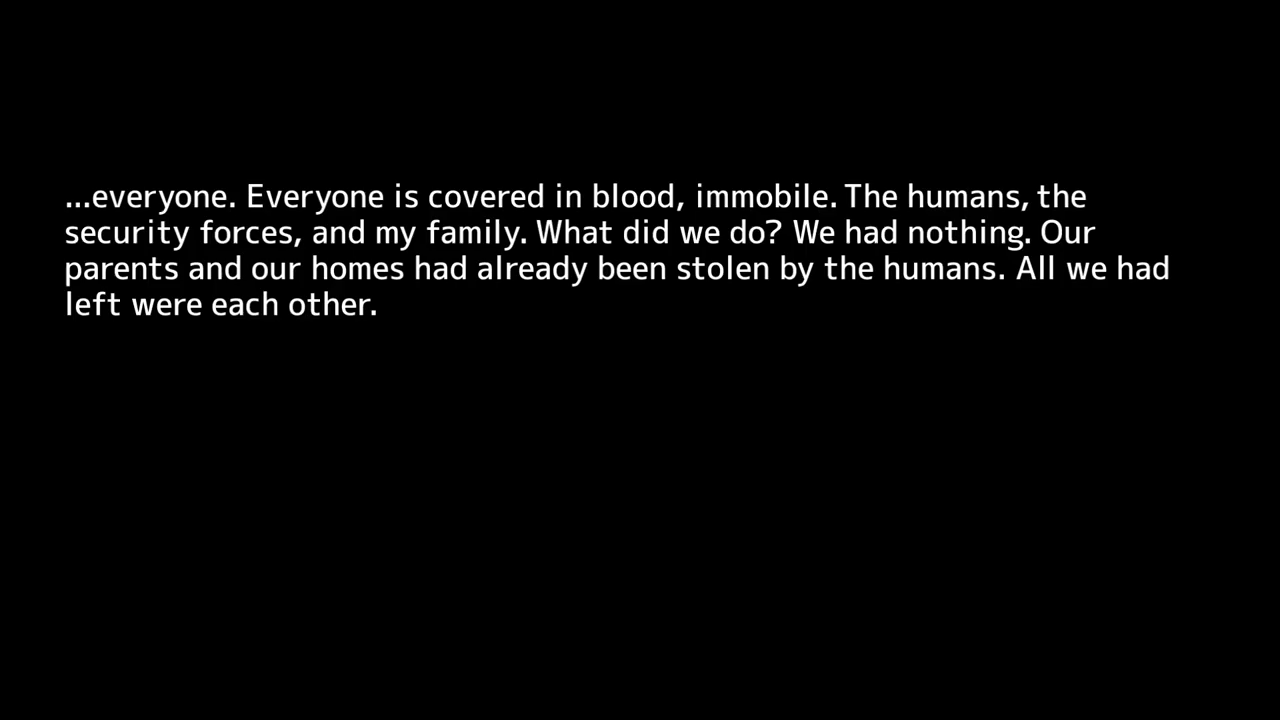 ...everyone. Everyone is covered in blood, immobile. The humans, the
security forces, and my family. What did we do? We had nothing. Our
parents and our homes had already been stolen by the humans. All we had
left were each other.